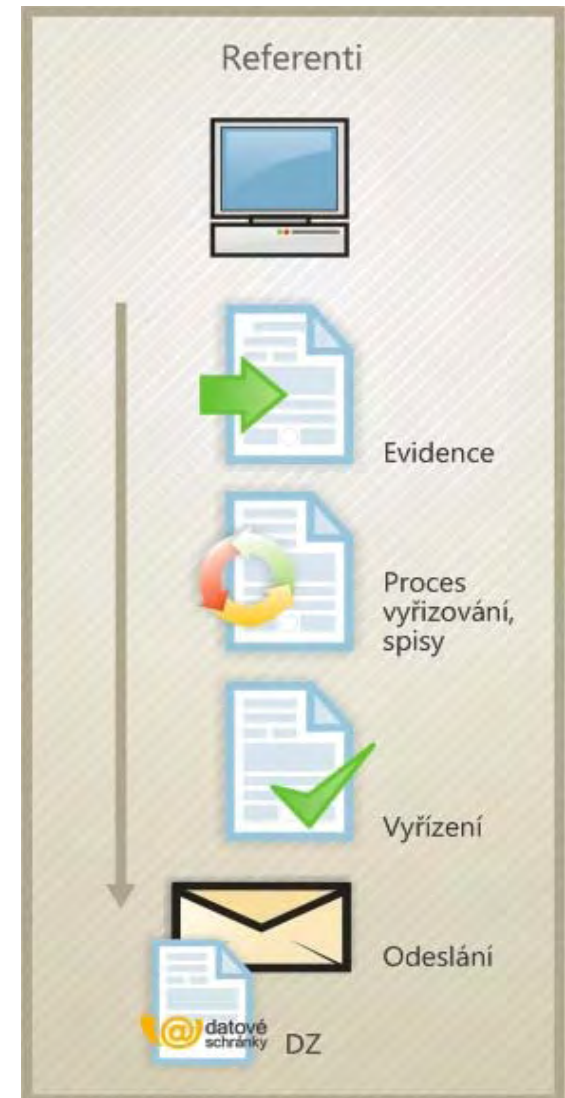 Referenti
Evidence
Proces
vyřizování,
spisy
Vyřízení
Odeslání
datové
schránky
DZ